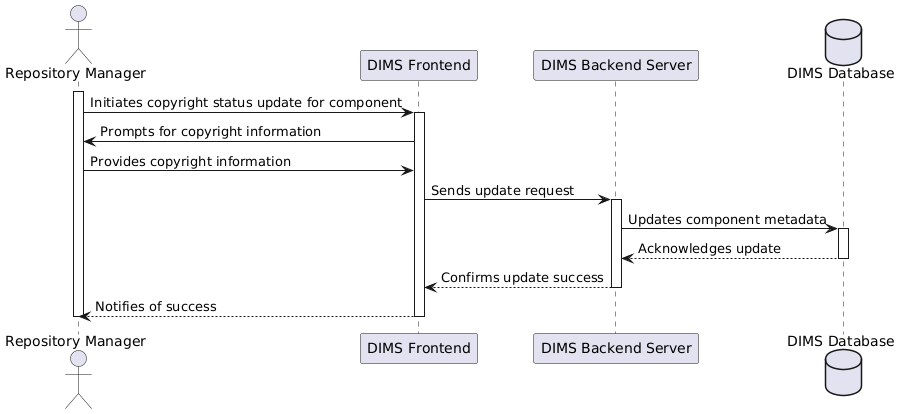 Repository Manager
DIMS Frontend
DIMS Backend Server
DIMS Database
Initiates copyright status update for component
Prompts for copyright information
Provides copyright information
Sends update request
Updates component metadata
Acknowledges update
Confirms update success
Notifies of success
Repository Manager
DIMS Frontend
DIMS Backend Server
DIMS Database